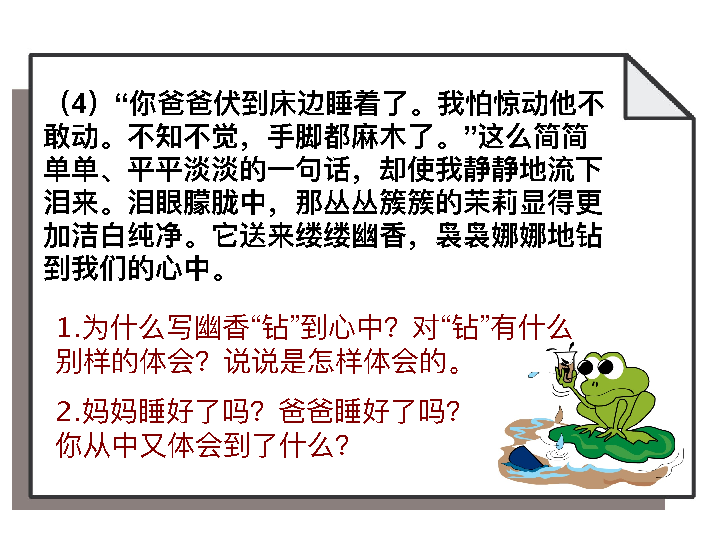 （4）“你爸爸伏到床边睡着了。我怕惊动他不
敢动。不知不觉，手脚都麻木了。”这么简简
单单、平平淡淡的一句话，却使我静静地流下
泪来。泪眼朦胧中，那丛丛簇簇的茉莉显得更
加洁白纯净。它送来缕缕幽香，袅袅娜娜地钻
到我们的心中。
1.为什么写幽香“钻”到心中？对“钻”有什么
别样的体会？说说是怎样体会的。
2.妈妈睡好了吗？爸爸睡好了吗？
你从中又体会到了什么？